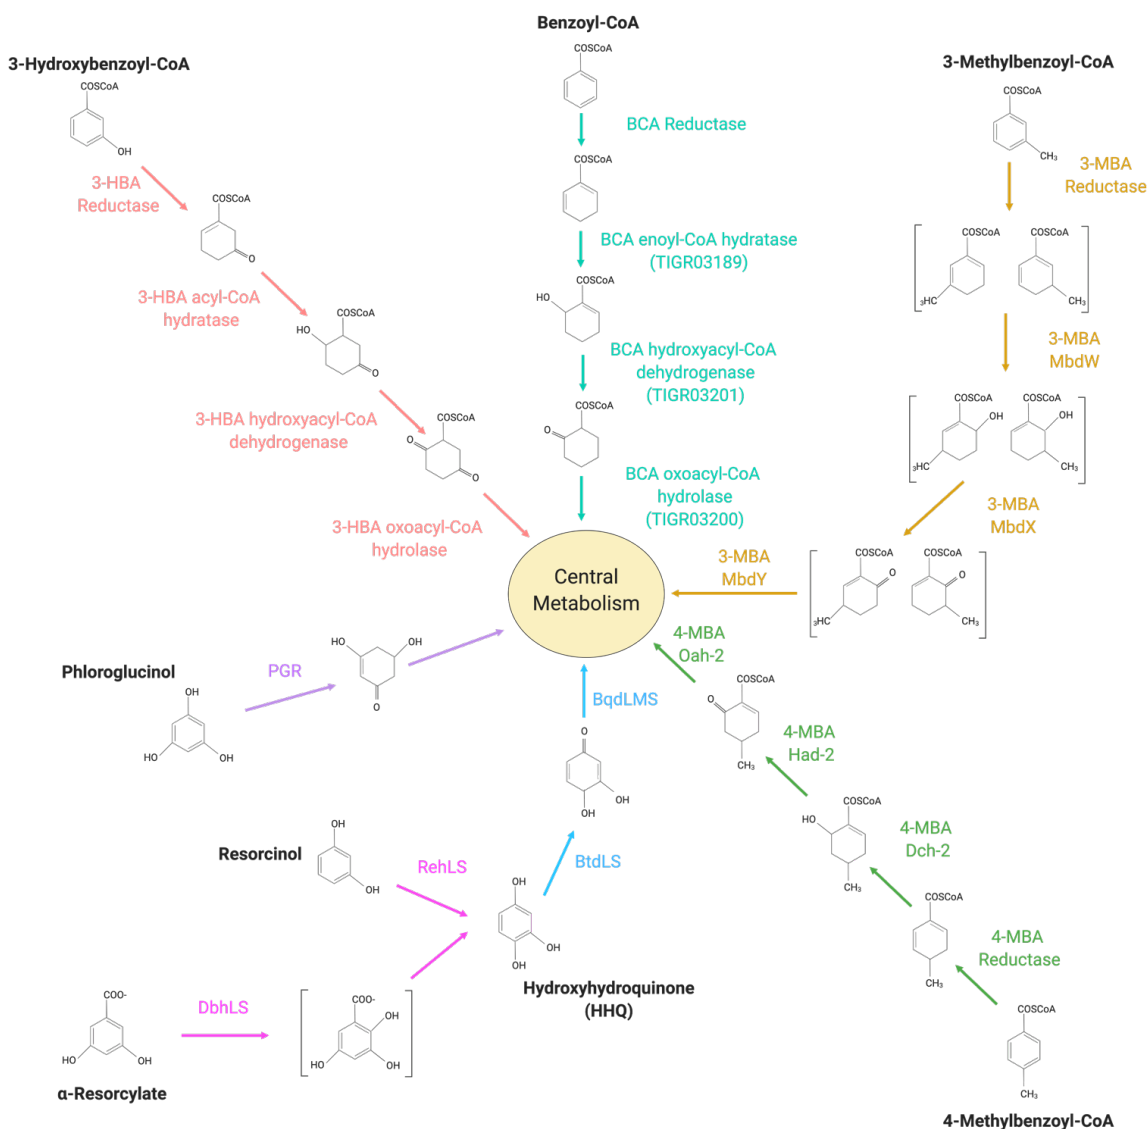 Benzoyl-CoA
COSCoA
BCA Reductase
COSCoA
BCA enoyl-CoA hydratase
(TIGR03189)
COSCoA
HO
BCA hydroxyacyl-CoA
dehydrogenase
(TIGR03201)
COSCoA
O
BCA oxoacyl-CoA
hydrolase
(TIGR03200)
3-Hydroxybenzoyl-CoA
COSCoA
OH
3-HBA
Reductase
COSCoA
O
3-HBA acyl-CoA
hydratase
COSCoA
HO
O
3-HBA hydroxyacyl-CoA
dehydrogenase
COSCoA
O
O
3-HBA oxoacyl-CoA
hydrolase
3-Methylbenzoyl-CoA
COSCoA
CH3
3-MBA
Reductase
COSCoA
COSCoA
3HC
CH3
3-MBA
MbdW
COSCoA
COSCoA
OH
OH
3HC
CH3
3-MBA
MbdX
COSCoA
COSCoA
O
O
3HC
CH3
3-MBA
MbdY
Central
Metabolism
Phloroglucinol
OH
HO
OH
PGR
HO
OH
O
4-MBA
Oah-2
COSCoA
O
CH3
4-MBA
Had-2
COSCoA
HO
CH3
4-MBA
Dch-2
COSCoA
CH3
4-MBA
Reductase
COSCoA
CH3
4-Methylbenzoyl-CoA
BqdLMS
O
OH
OH
BtdLS
Resorcinol
OH
OH
RehLS
OH
OH
OH
Hydroxyhydroquinone
(HHQ)
COO-
HO
OH
α-Resorcylate
DbhLS
COO-
OH
HO
OH